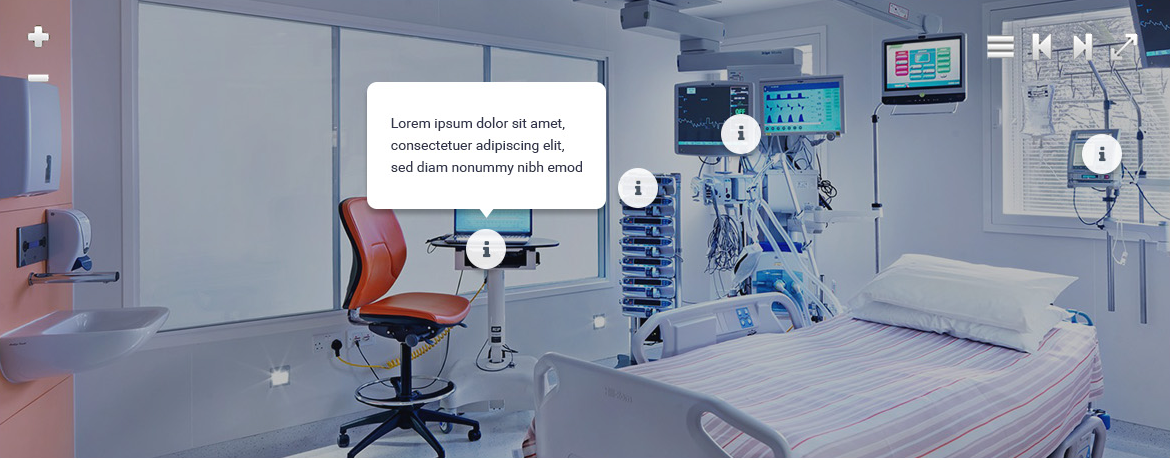 Lorem ipsum dolor sit amet,
consectetuer adipiscing elit,
sed diam nonummy nibh emod